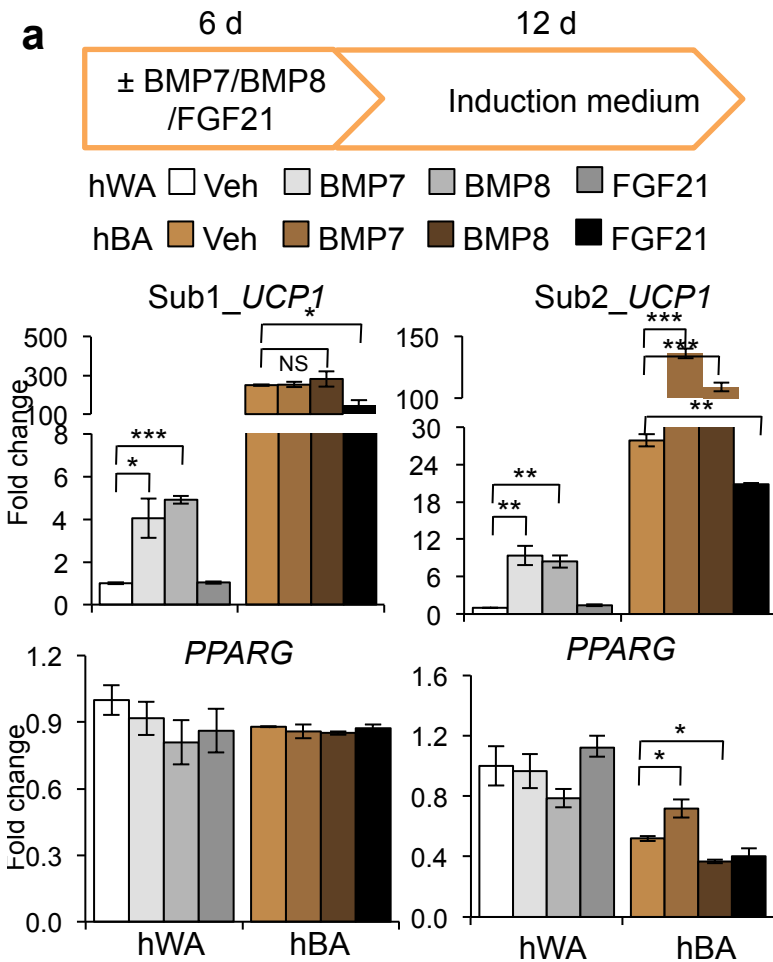 a
6 d 12 d
± BMP7/BMP8
/FGF21
Induction medium
hWA Veh BMP7 BMP8 FGF21
hBA Veh BMP7 BMP8 FGF21
Sub1_UCP1
Fold change
500
300
100
8
6
4
2
0
*
***
*
NS
Sub2_UCP1
150
100
30
24
18
12
6
0
**
**
***
***
**
PPARG
Fold change
1.2
0.9
0.6
0.3
0.0
hWA hBA
PPARG
1.6
1.2
0.8
0.4
0.0
*
*
hWA hBA